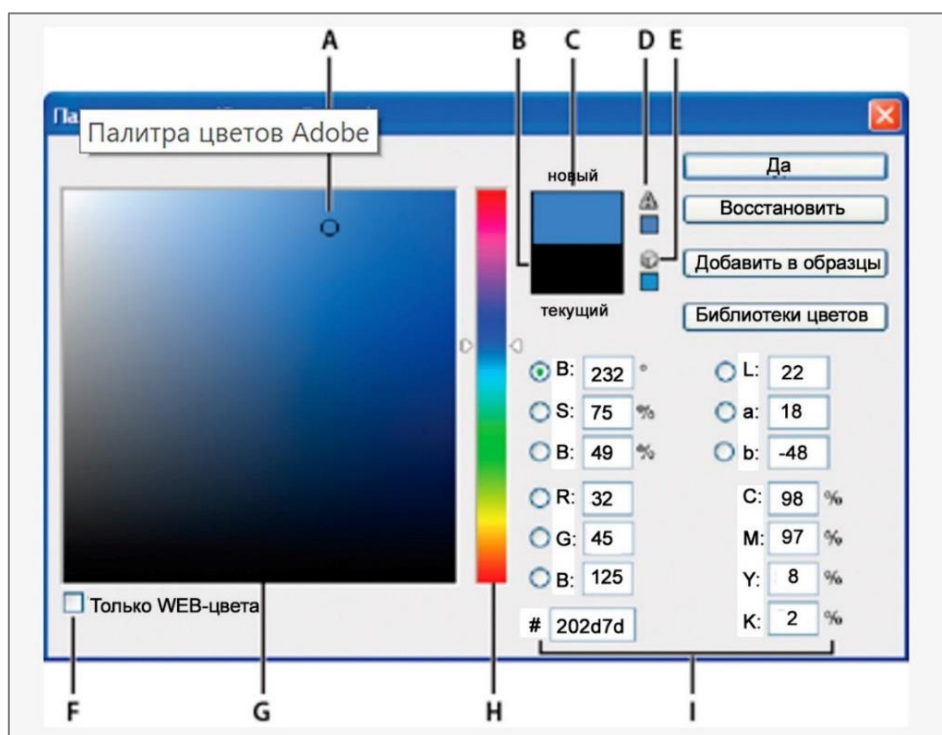 A B C D E
Палитра цветов Adobe
новый
текущий
Да
Восстановить
Добавить в образцы
Библиотеки цветов
B: 232 °
L: 22
S: 75 %
a: 18
B: 49 %
b: -48
R: 32
C: 98 %
G: 45
M: 97 %
B: 125
Y: 8 %
# 202d7d
K: 2 %
Только WEB-цвета
F G H I